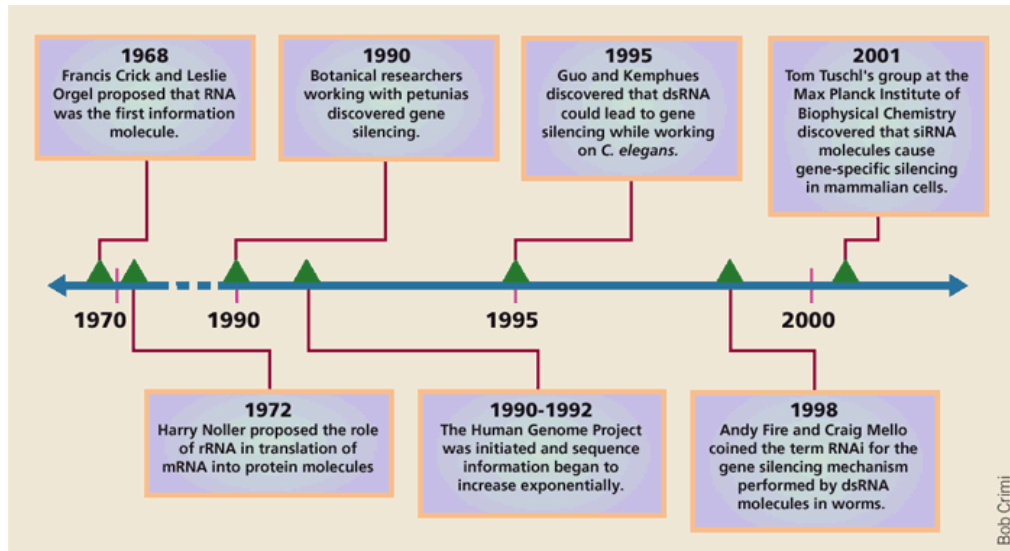 1968
Francis Crick and Leslie
Orgel proposed that RNA
was the first information
molecule.
1990
Botanical researchers
working with petunias
discovered gene
silencing.
1995
Guo and Kemphues
discovered that dsRNA
could lead to gene
silencing while working
on C. elegans.
2001
Tom Tuschl's group at the
Max Planck Institute of
Biophysical Chemistry
discovered that siRNA
molecules cause
gene-specific silencing
in mammalian cells.
1970
1990
1995
2000
1972
Harry Noller proposed the role
of rRNA in translation of
mRNA into protein molecules
1990-1992
The Human Genome Project
was initiated and sequence
information began to
increase exponentially.
1998
Andy Fire and Craig Mello
coined the term RNAi for the
gene silencing mechanism
performed by dsRNA
molecules in worms.
Bob Crimi